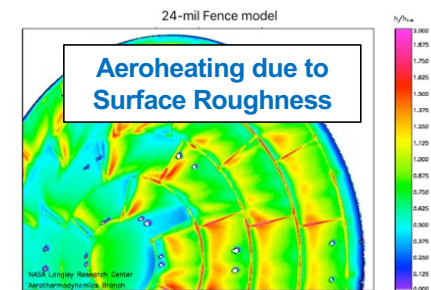 24-mil Fence model
h/h
Aeroheating due to
Surface Roughness
2.000
1.875
1.750
1.625
1.500
1.375
1.250
1.125
1.000
0.875
0.750
0.625
0.500
0.375
0.250
0.125
0.000
NASA Langley Research Center
Aerothermodynamics Branch